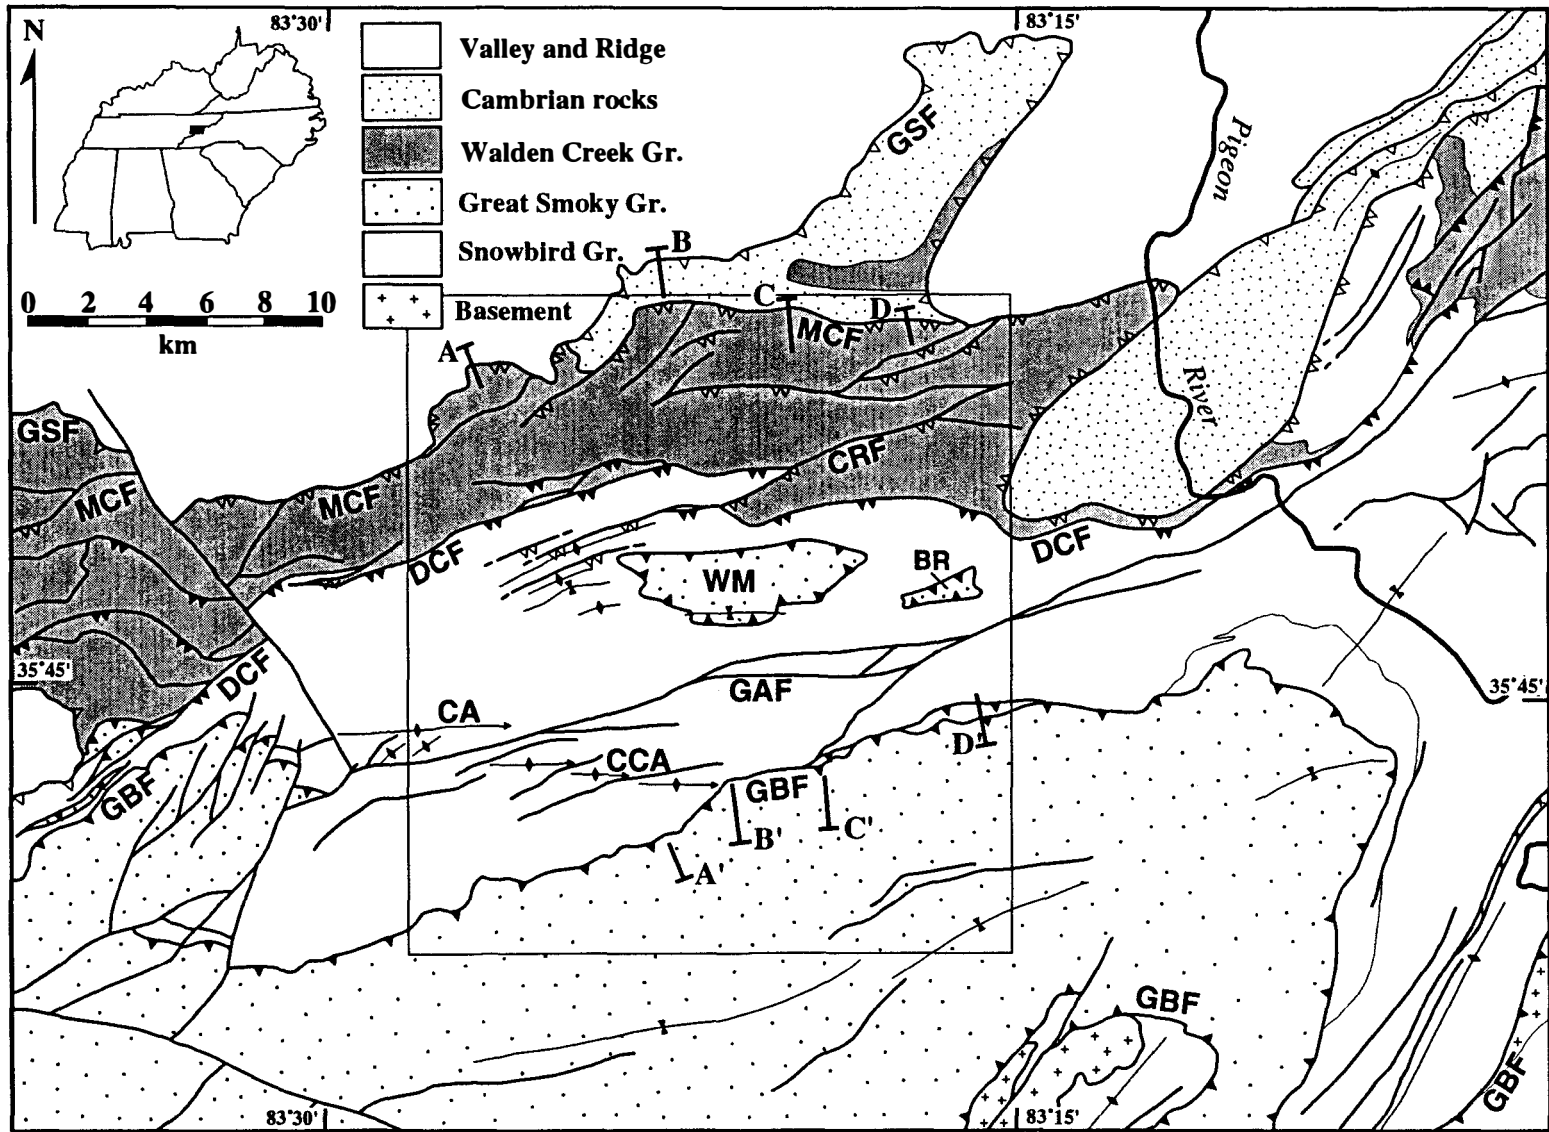 83°30'
83°15'
N
Valley and Ridge
Cambrian rocks
Walden Creek Gr.
Great Smoky Gr.
Snowbird Gr.
Basement
0 2 4 6 8 10
km
GSF
Pigeon
River
B
C
D
A
MCF
GSF
MCF
MCF
CRF
DCF
DCF
WM
BR
35°45'
DCF
GAF
35°45'
CA
CCA
D'
GBF
GBF
B'
C'
A'
GBF
GBF
83°30'
83°15'